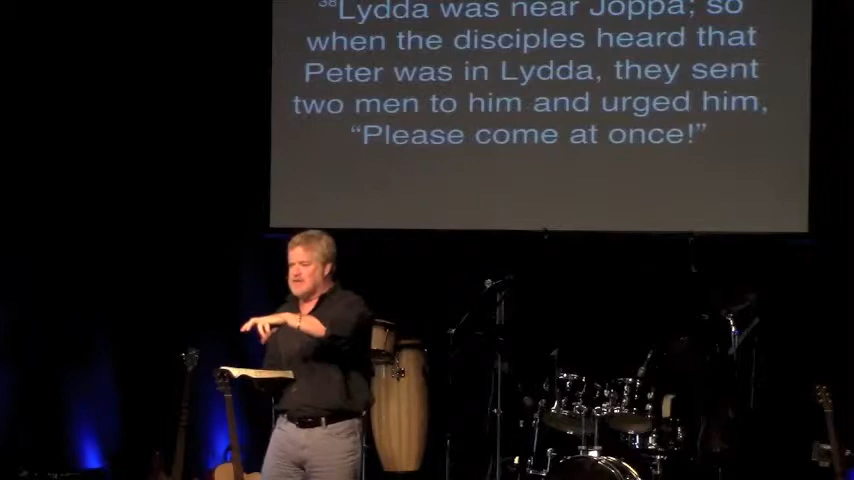 38Lydda was near Joppa; so
when the disciples heard that
Peter was in Lydda, they sent
two men to him and urged him,
“Please come at once!”